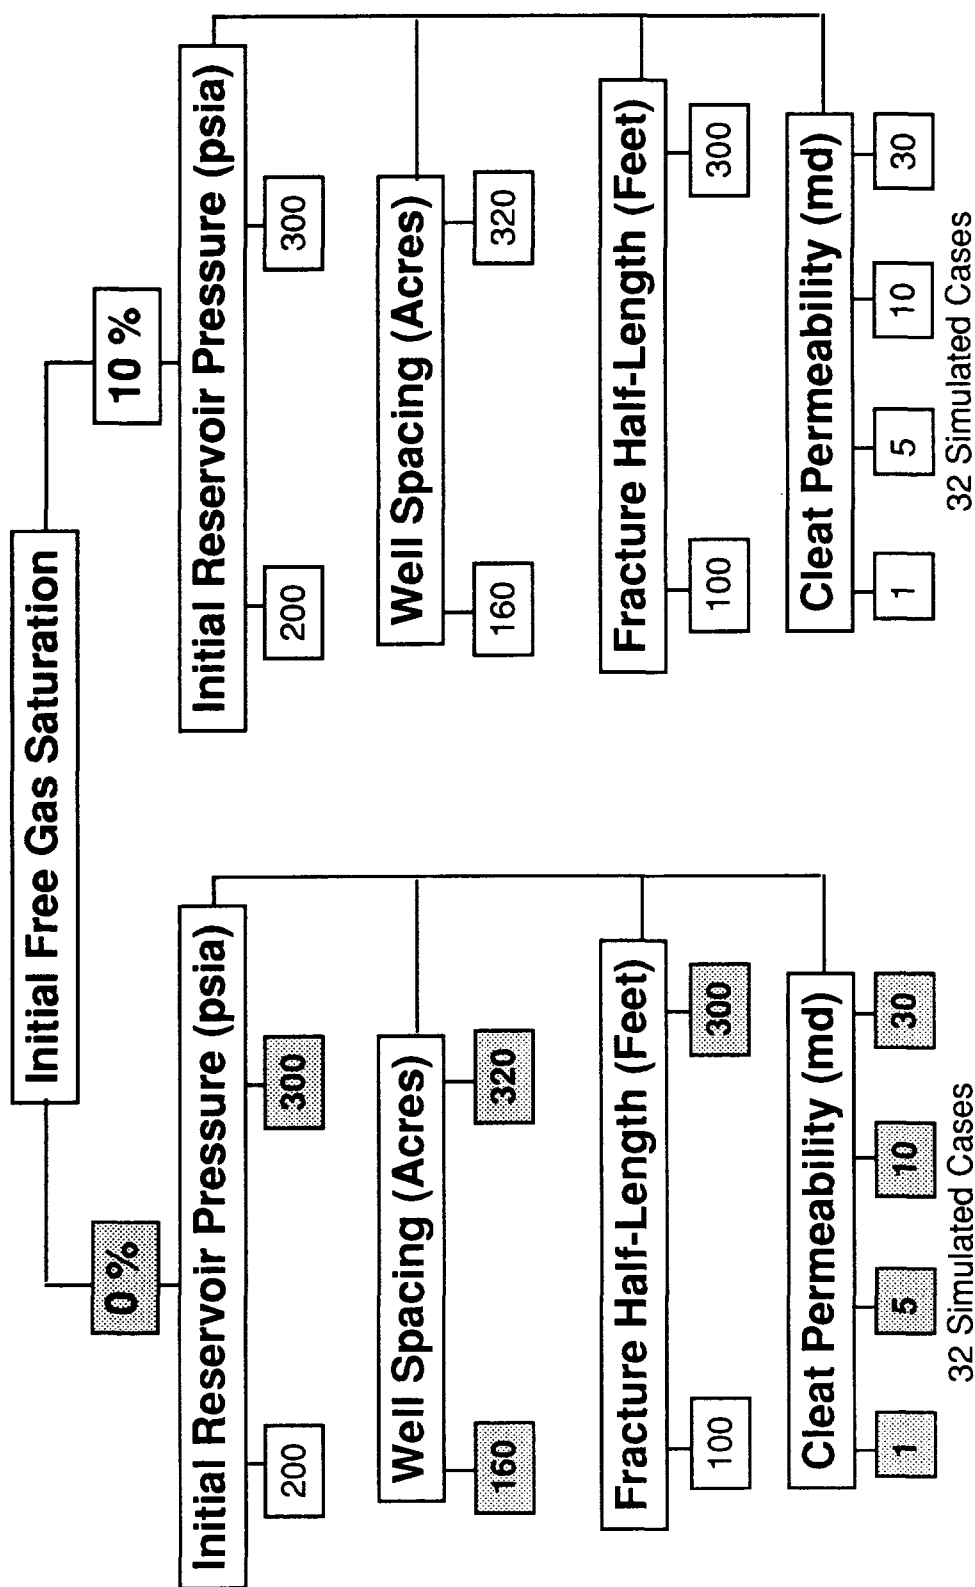 Initial Free Gas Saturation
0 %
10 %
Initial Reservoir Pressure (psia)
200
300
Well Spacing (Acres)
160
320
Fracture Half-Length (Feet)
100
300
Cleat Permeability (md)
1
5
10
30
32 Simulated Cases
Initial Reservoir Pressure (psia)
200
300
Well Spacing (Acres)
160
320
Fracture Half-Length (Feet)
100
300
Cleat Permeability (md)
1
5
10
30
32 Simulated Cases